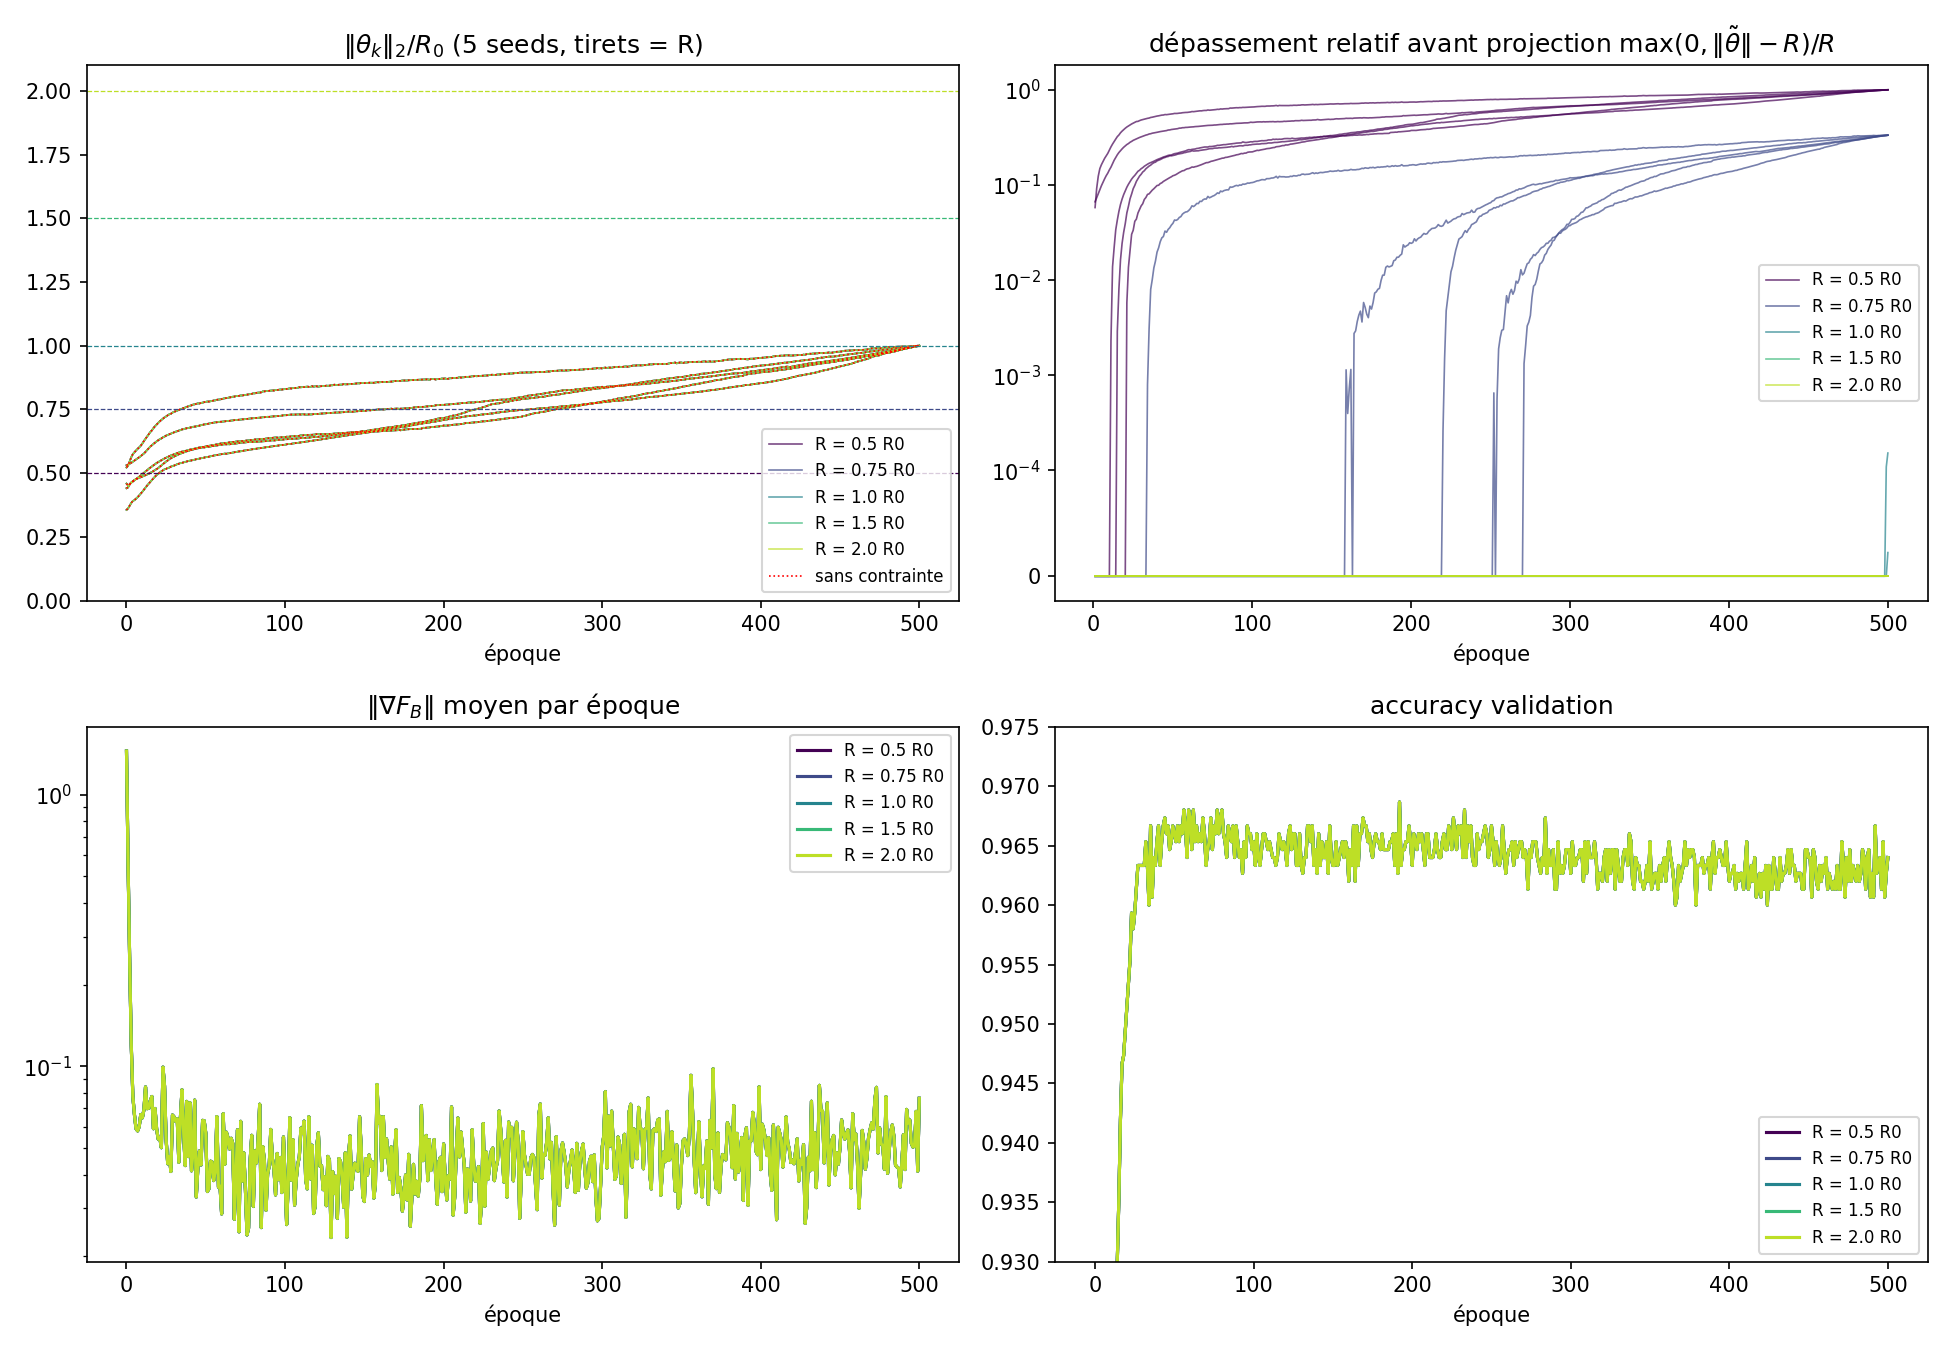 ‖θk‖2/R0 (5 seeds, tirets = R)
2.00
1.75
1.50
1.25
1.00
0.75
0.50
0.25
0.00
R = 0.5 R0
R = 0.75 R0
R = 1.0 R0
R = 1.5 R0
R = 2.0 R0
sans contrainte
0 100 200 300 400 500
époque
dépassement relatif avant projection max(0, ‖θ̃‖ − R)/R
10⁰
10⁻¹
10⁻²
10⁻³
10⁻⁴
0
R = 0.5 R0
R = 0.75 R0
R = 1.0 R0
R = 1.5 R0
R = 2.0 R0
0 100 200 300 400 500
époque
‖∇F_B‖ moyen par époque
10⁰
10⁻¹
R = 0.5 R0
R = 0.75 R0
R = 1.0 R0
R = 1.5 R0
R = 2.0 R0
0 100 200 300 400 500
époque
accuracy validation
0.975
0.970
0.965
0.960
0.955
0.950
0.945
0.940
0.935
0.930
R = 0.5 R0
R = 0.75 R0
R = 1.0 R0
R = 1.5 R0
R = 2.0 R0
0 100 200 300 400 500
époque